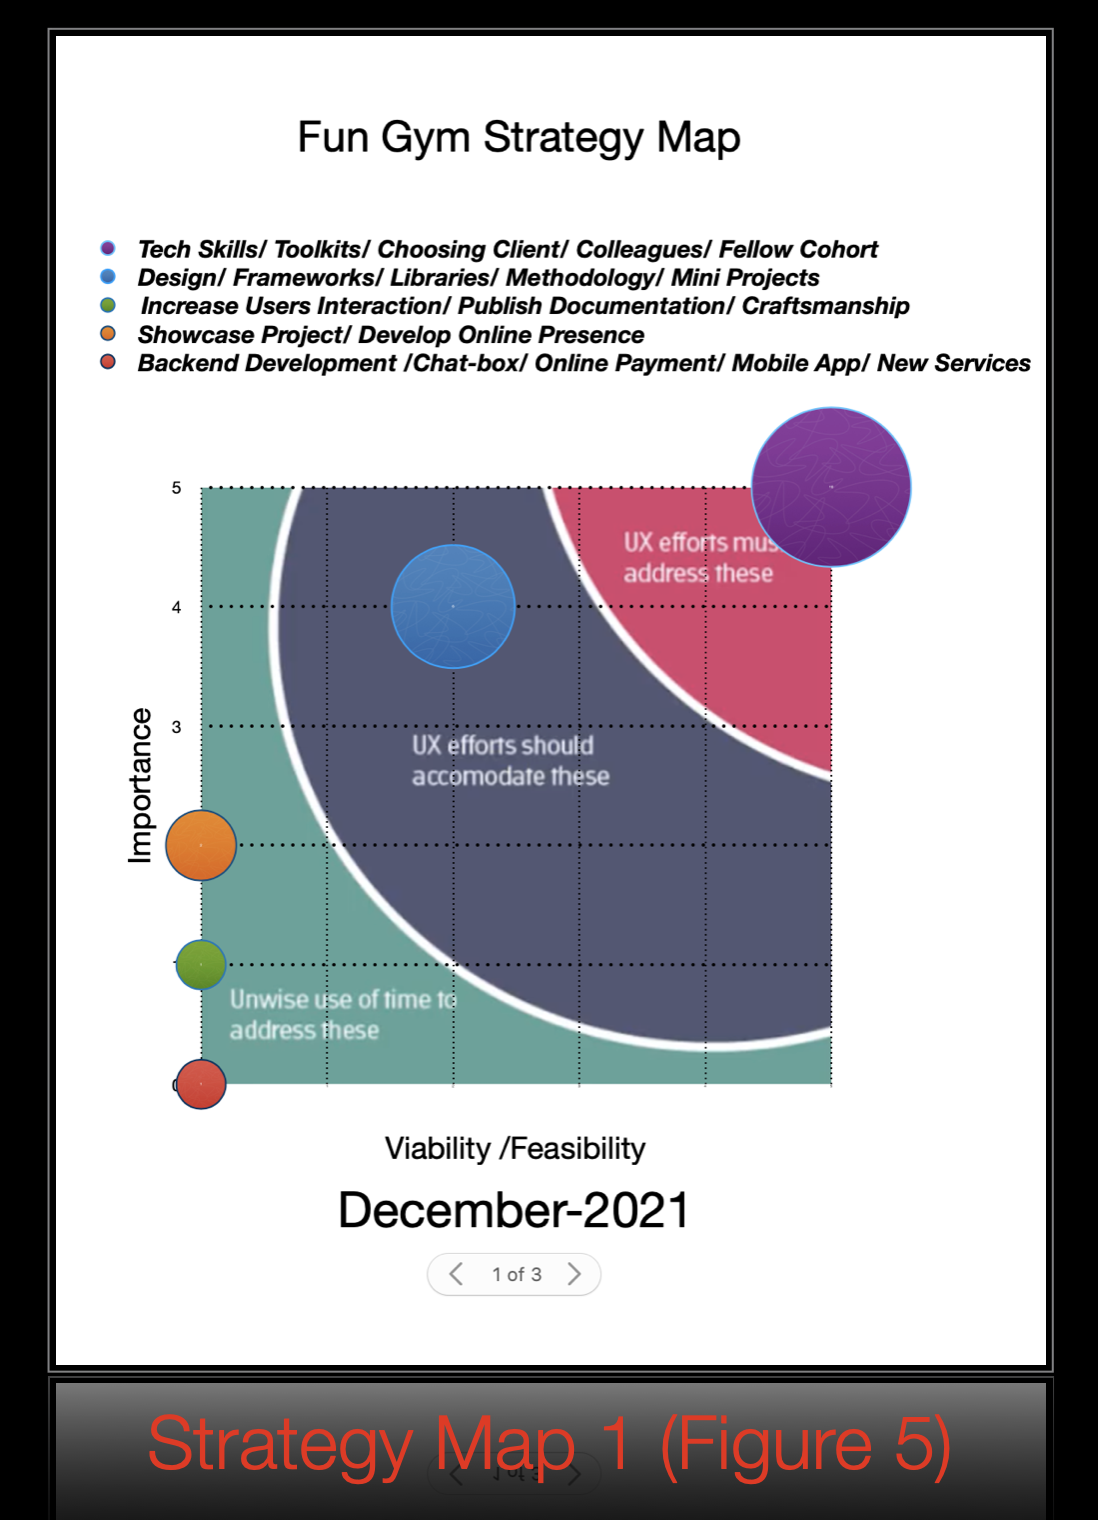 Fun Gym Strategy Map
Tech Skills/ Toolkits/ Choosing Client/ Colleagues/ Fellow Cohort
Design/ Frameworks/ Libraries/ Methodology/ Mini Projects
Increase Users Interaction/ Publish Documentation/ Craftsmanship
Showcase Project/ Develop Online Presence
Backend Development /Chat-box/ Online Payment/ Mobile App/ New Services
5
UX efforts
address these
4
3
UX efforts should
accomodate these
Importance
Unwise use of time to
address these
Viability /Feasibility
December-2021
1 of 3
Strategy Map 1 (Figure 5)